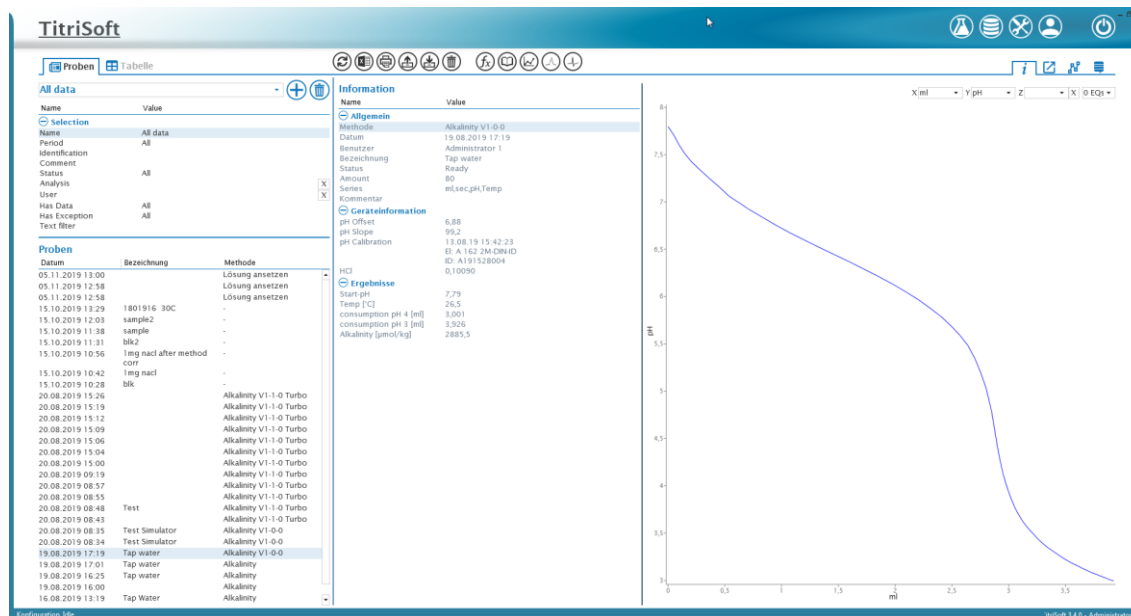 TitriSoft
Proben Tabelle
All data
Name Value
Selection
Name All data
Period All
Identification
Comment
Status All
Analysis X
User X
Has Data All
Has Exception All
Text filter
Proben
Datum Bezeichnung Methode
05.11.2019 13:00 Lösung ansetzen
05.11.2019 12:58 Lösung ansetzen
05.11.2019 12:58 Lösung ansetzen
15.10.2019 13:29 1801916 30C -
15.10.2019 12:03 sample2 -
15.10.2019 11:38 sample -
15.10.2019 11:31 blk2 -
15.10.2019 10:56 1mg nacl after method -
corr
15.10.2019 10:42 1mg nacl -
15.10.2019 10:28 blk -
20.08.2019 15:26 Alkalinity V1-1-0 Turbo
20.08.2019 15:19 Alkalinity V1-1-0 Turbo
20.08.2019 15:12 Alkalinity V1-1-0 Turbo
20.08.2019 15:09 Alkalinity V1-1-0 Turbo
20.08.2019 15:06 Alkalinity V1-1-0 Turbo
20.08.2019 15:04 Alkalinity V1-1-0 Turbo
20.08.2019 15:00 Alkalinity V1-1-0 Turbo
20.08.2019 09:19 Alkalinity V1-1-0 Turbo
20.08.2019 08:57 Alkalinity V1-1-0 Turbo
20.08.2019 08:55 Alkalinity V1-1-0 Turbo
20.08.2019 08:48 Test Alkalinity V1-1-0 Turbo
20.08.2019 08:43 Alkalinity V1-1-0 Turbo
20.08.2019 08:35 Test Simulator Alkalinity V1-0-0
20.08.2019 08:34 Test Simulator Alkalinity V1-0-0
19.08.2019 17:19 Tap water Alkalinity V1-0-0
19.08.2019 17:01 Tap water Alkalinity
19.08.2019 16:25 Tap water Alkalinity
19.08.2019 16:00 Alkalinity
16.08.2019 13:19 Tap Water Alkalinity
Information
Name Value
Allgemein
Methode Alkalinity V1-0-0
Datum 19.08.2019 17:19
Benutzer Administrator 1
Bezeichnung Tap water
Status Ready
Amount 80
Series ml,sec,pH,Temp
Kommentar
Geräteinformation
pH Offset 6,88
pH Slope 99,2
pH Calibration 13.08.19 15:42:23
El: A 162 2M-DIN-ID
ID: A191528004
HCl 0,10090
Ergebnisse
Start-pH 7,79
Temp [°C] 26,5
consumption pH 4 [ml] 3,001
consumption pH 3 [ml] 3,926
Alkalinity [µmol/kg] 2885,5
X ml Y pH Z X 0 EQs
8
7,5
7
6,5
6
pH
5,5
5
4,5
4
3,5
3
0 0,5 1 1,5 2 2,5 3 3,5
ml
Konfiguration Idle
TitriSoft 3.4.0 - Administrator